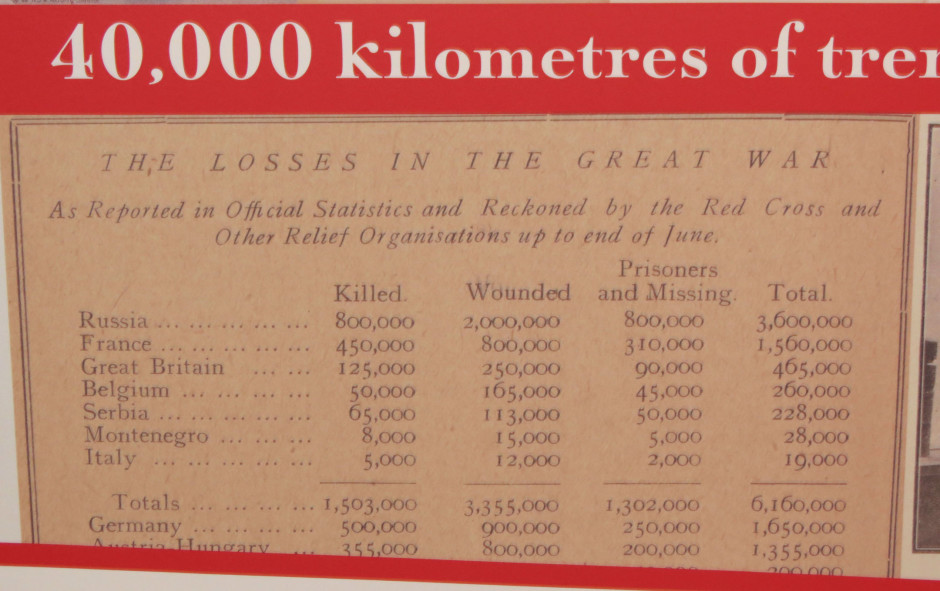 40,000 kilometres of tren
THE LOSSES IN THE GREAT WAR
As Reported in Official Statistics and Reckoned by the Red Cross and
Other Relief Organisations up to end of June.
Killed. Wounded Prisoners and Missing. Total.
Russia ... ... ... ... ... 800,000 2,000,000 800,000 3,600,000
France ... ... ... ... ... 450,000 800,000 310,000 1,560,000
Great Britain ... ... 125,000 250,000 90,000 465,000
Belgium ... ... ... ... 50,000 165,000 45,000 260,000
Serbia ... ... ... ... ... 65,000 113,000 50,000 228,000
Montenegro ... ... ... 8,000 15,000 5,000 28,000
Italy ... ... ... ... ... 5,000 12,000 2,000 19,000
Totals ... ... ... ... 1,503,000 3,355,000 1,302,000 6,160,000
Germany ... ... ... ... 500,000 900,000 250,000 1,650,000
Austria Hungary ... 355,000 800,000 200,000 1,355,000